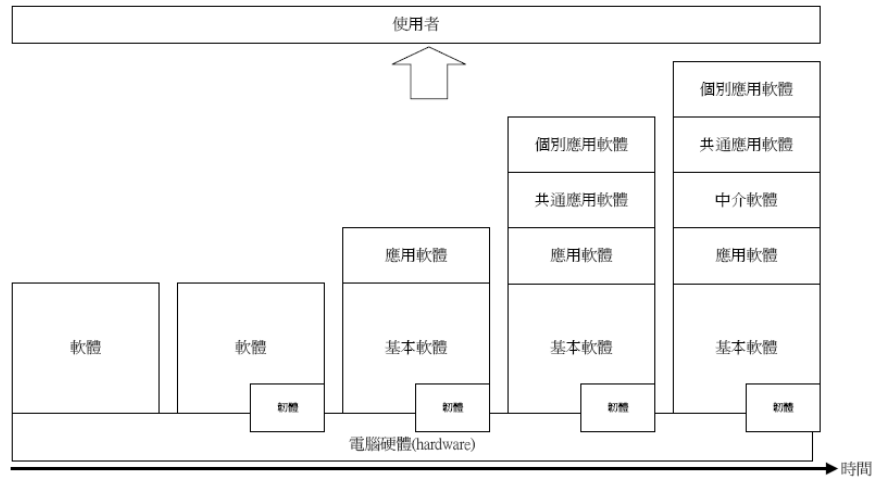 使用者
個別應用軟體
個別應用軟體
共通應用軟體
共通應用軟體
中介軟體
應用軟體
應用軟體
應用軟體
軟體
軟體
基本軟體
基本軟體
基本軟體
韌體
韌體
韌體
韌體
電腦硬體(hardware)
時間